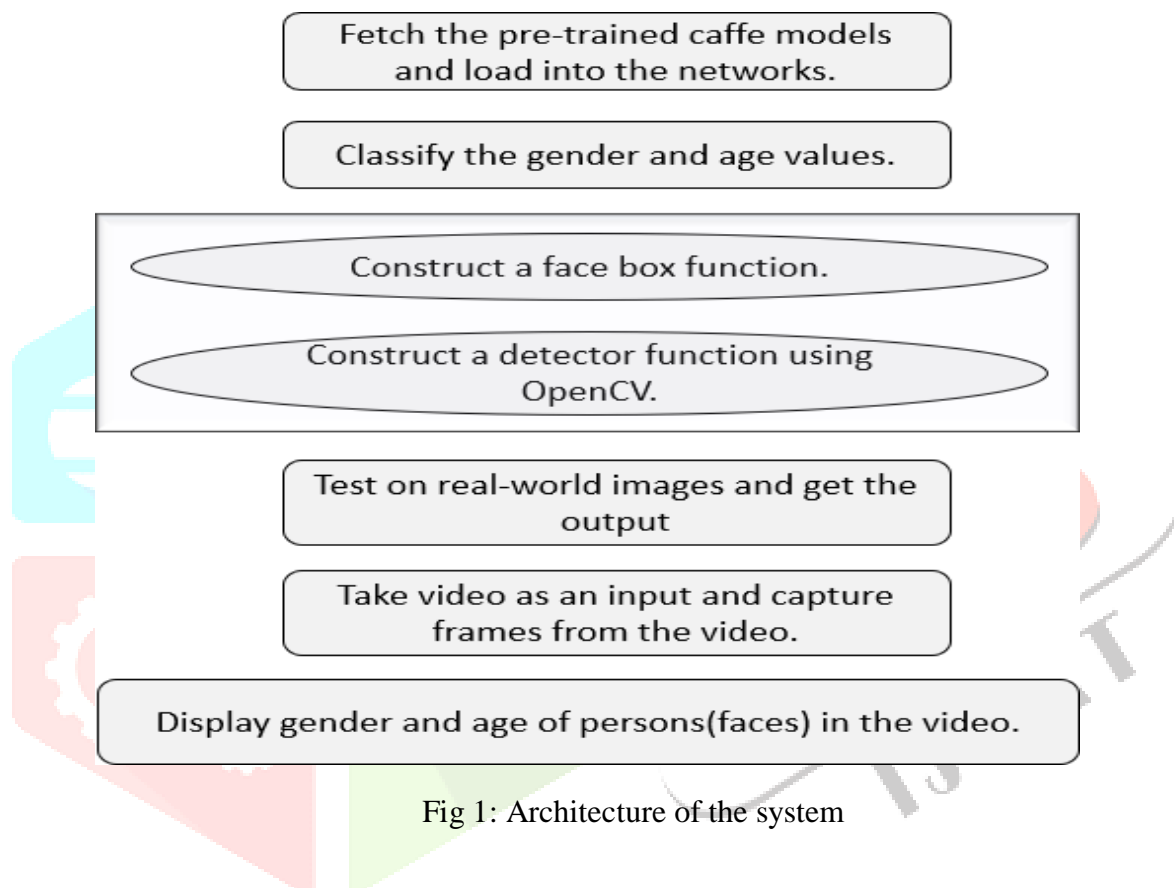 Fetch the pre-trained caffe models
and load into the networks.
Classify the gender and age values.
Construct a face box function.
Construct a detector function using
OpenCV.
Test on real-world images and get the
output
Take video as an input and capture
frames from the video.
Display gender and age of persons(faces) in the video.
Fig 1: Architecture of the system